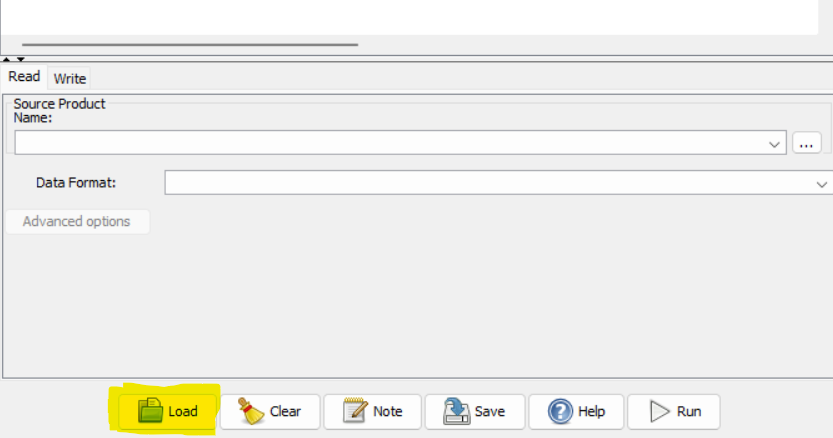 Read Write
Source Product
Name:
...
Data Format:
Advanced options
Load Clear Note Save Help Run